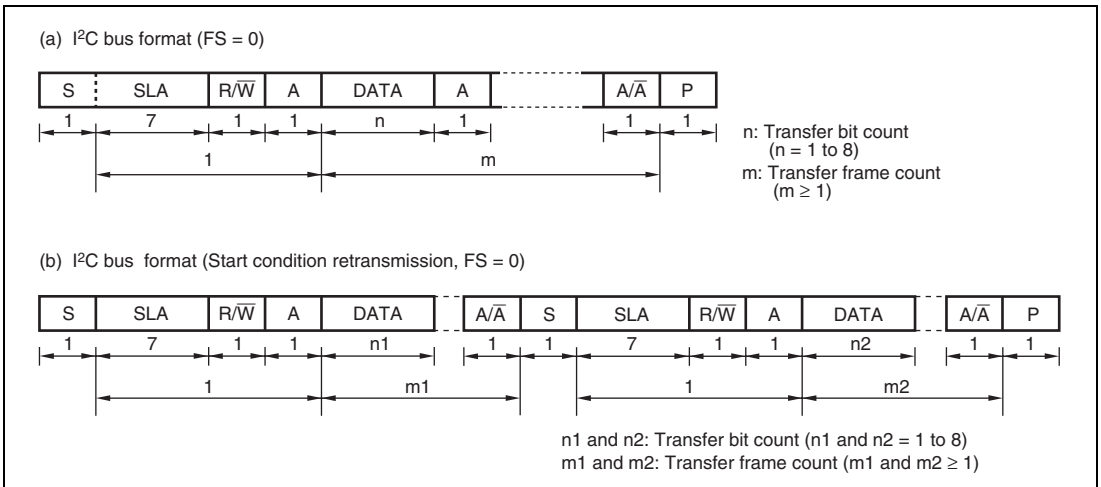 (a) I²C bus format (FS = 0)
S SLA R/W̅ A DATA A A/A̅ P
1 7 1 1 n 1 1 1
1 m
n: Transfer bit count
(n = 1 to 8)
m: Transfer frame count
(m ≥ 1)
(b) I²C bus format (Start condition retransmission, FS = 0)
S SLA R/W̅ A DATA A/A̅ S SLA R/W̅ A DATA A/A̅ P
1 7 1 1 n1 1 1 7 1 1 n2 1 1
1 m1 1 m2
n1 and n2: Transfer bit count (n1 and n2 = 1 to 8)
m1 and m2: Transfer frame count (m1 and m2 ≥ 1)